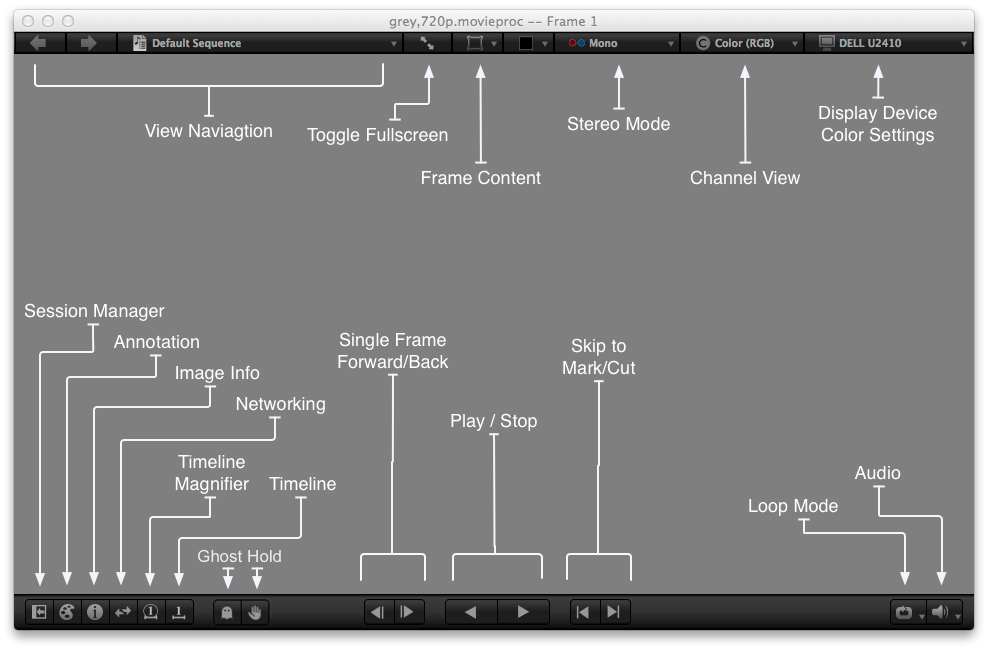 grey,720p.movieproc -- Frame 1
Default Sequence
Mono
Color (RGB)
DELL U2410
View Naviagtion
Toggle Fullscreen
Frame Content
Stereo Mode
Channel View
Display Device
Color Settings
Session Manager
Annotation
Image Info
Networking
Timeline
Magnifier
Timeline
Ghost Hold
Single Frame
Forward/Back
Play / Stop
Skip to
Mark/Cut
Loop Mode
Audio